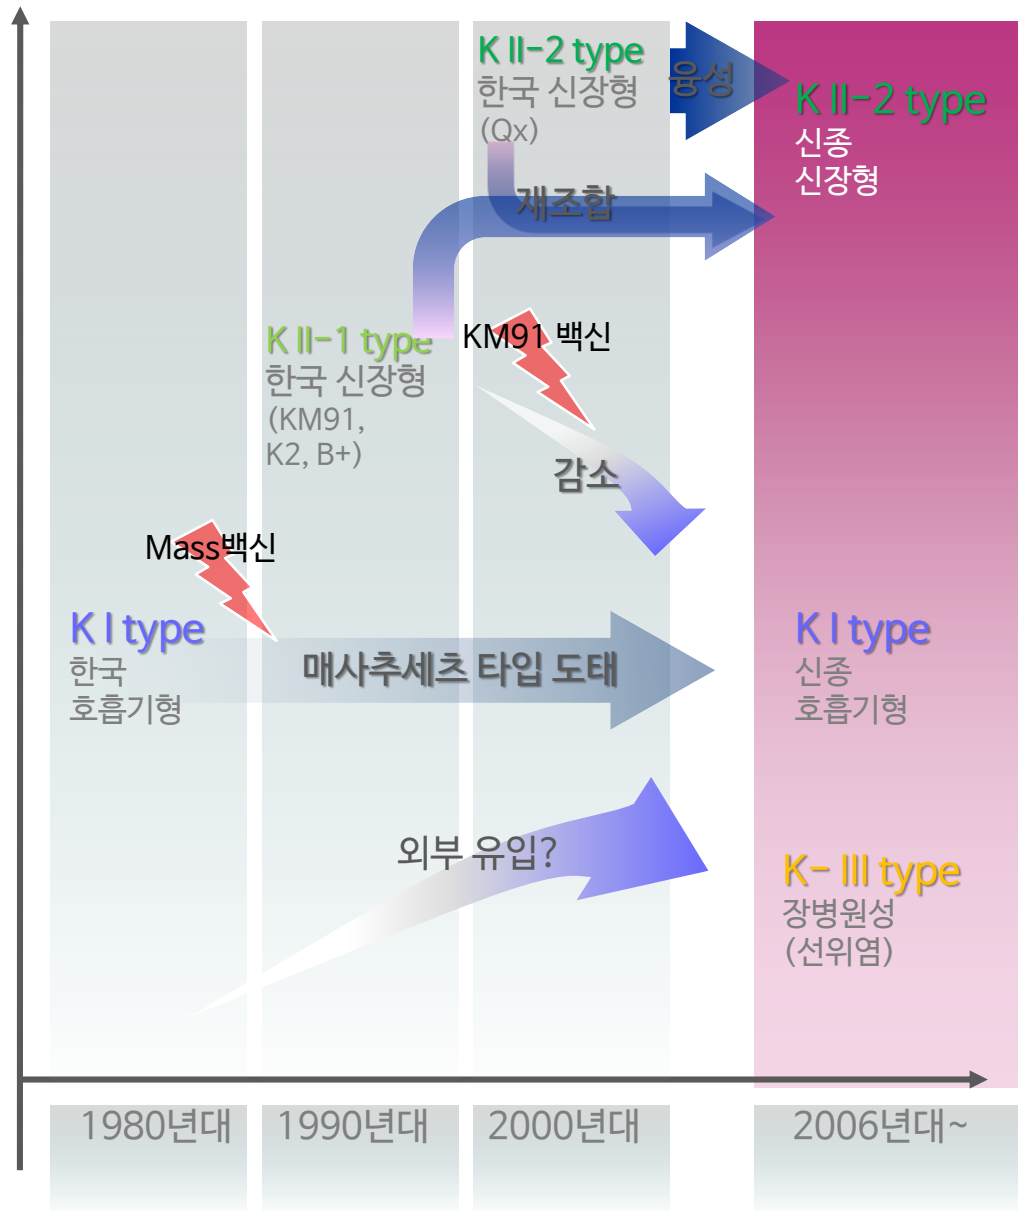 K II-2 type
한국 신장형
(Qx)
융성
K II-2 type
신종
신장형
재조합
K II-1 type
한국 신장형
(KM91,
K2, B+)
KM91 백신
감소
Mass백신
K I type
한국
호흡기형
매사추세츠 타입 도태
K I type
신종
호흡기형
외부 유입?
K- III type
장병원성
(선위염)
1980년대
1990년대
2000년대
2006년대~